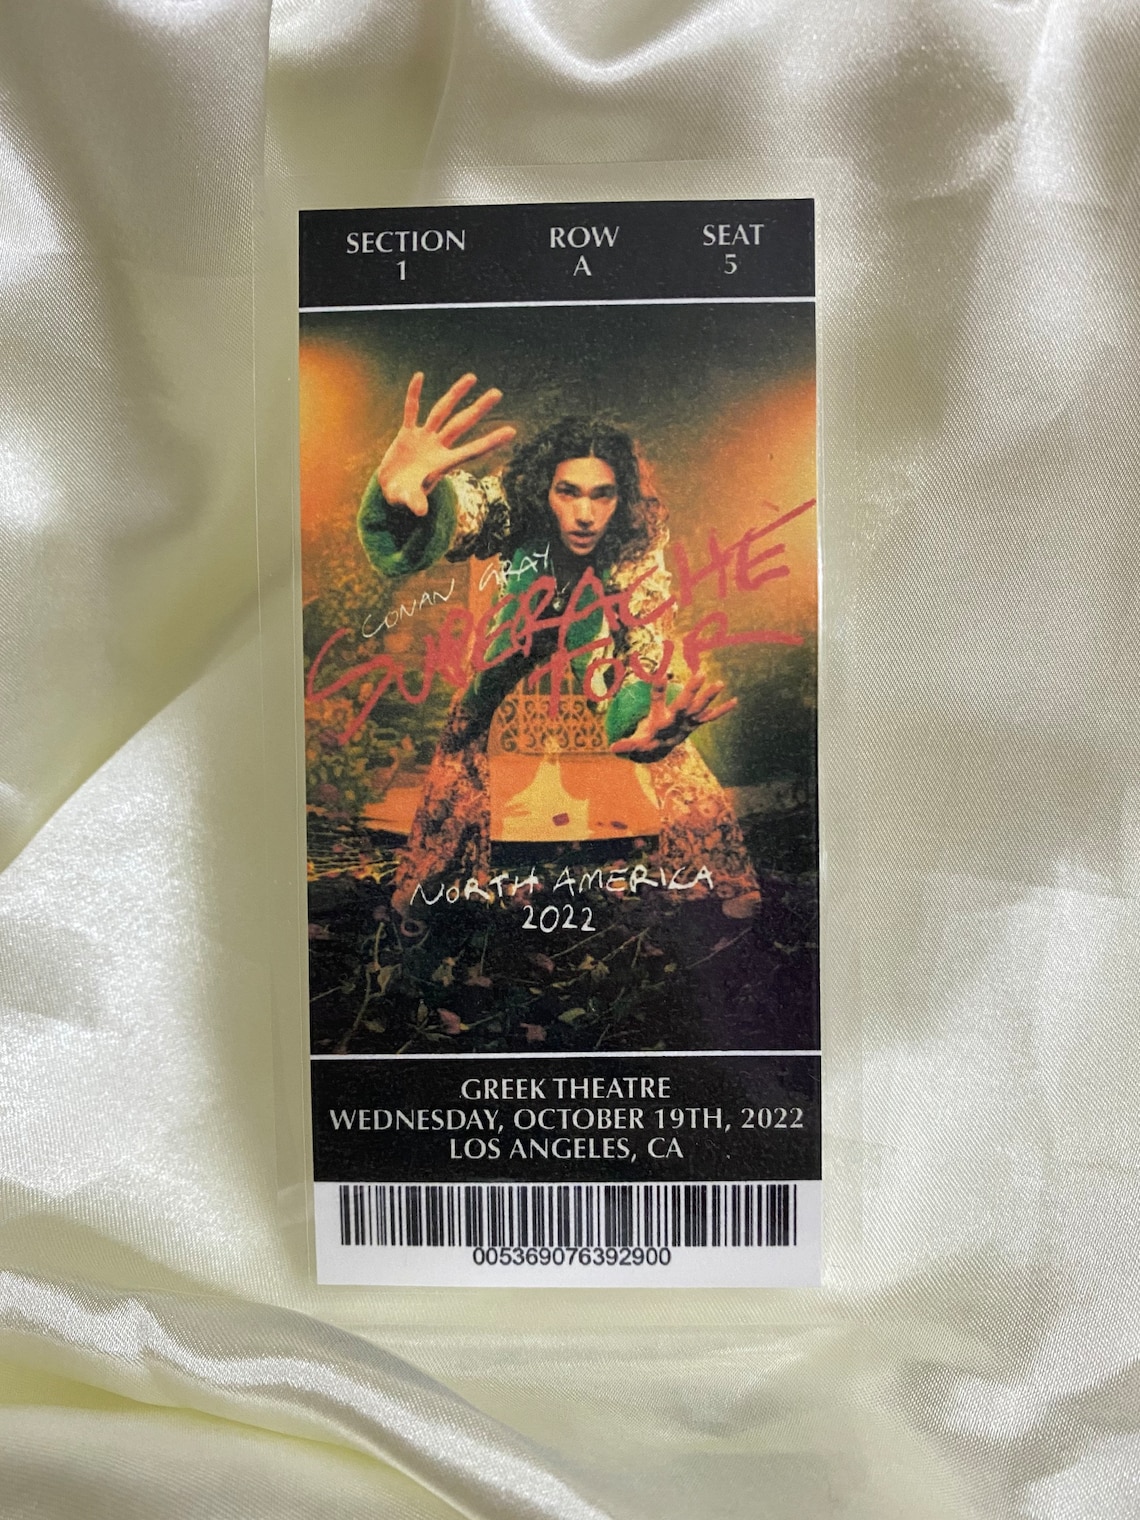 SECTION ROW SEAT
1 A 5
CONAN GRAY
SUPERACHE
TOUR
NORTH AMERICA
2022
GREEK THEATRE
WEDNESDAY, OCTOBER 19TH, 2022
LOS ANGELES, CA
005369076392900